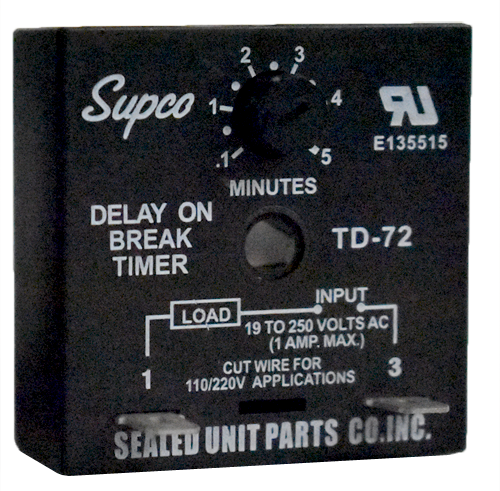 Supco
.1 1 2 3 4 5
MINUTES
E135515
DELAY ON
BREAK
TIMER
TD-72
LOAD
INPUT
19 TO 250 VOLTS AC
(1 AMP. MAX.)
1
CUT WIRE FOR
110/220V APPLICATIONS
3
SEALED UNIT PARTS CO.INC.